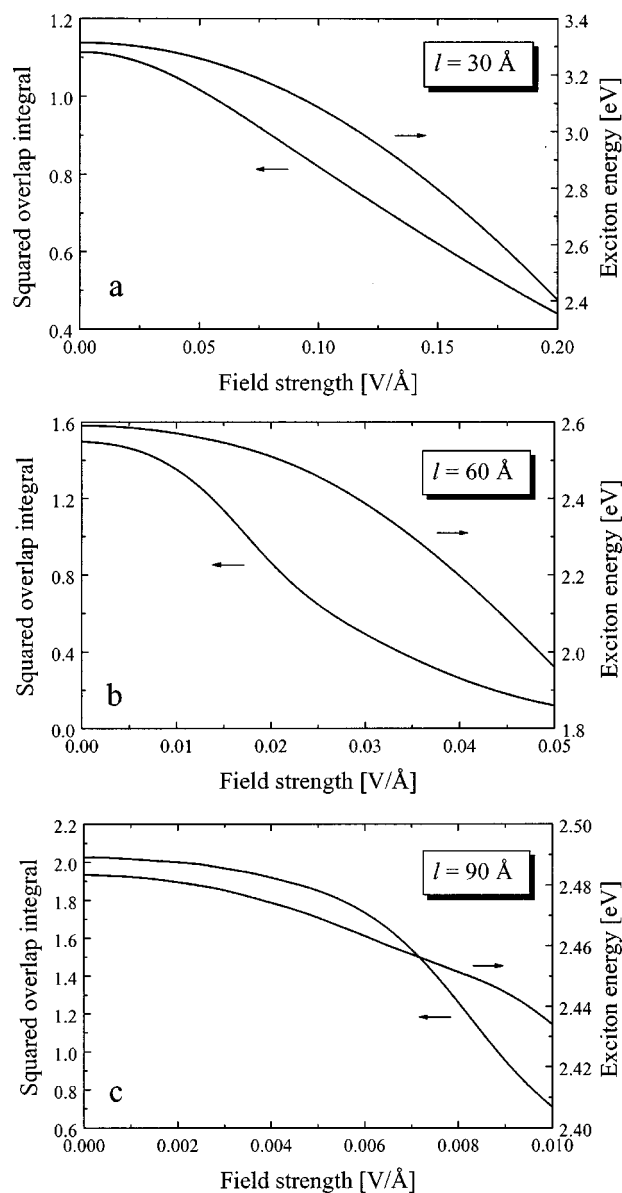 1.2
1.0
0.8
0.6
0.4
Squared overlap integral
3.4
3.2
3.0
2.8
2.6
2.4
Exciton energy [eV]
l = 30 Å
a
0.00 0.05 0.10 0.15 0.20
Field strength [V/Å]
1.6
1.2
0.8
0.4
0.0
Squared overlap integral
2.6
2.4
2.2
2.0
1.8
Exciton energy [eV]
l = 60 Å
b
0.00 0.01 0.02 0.03 0.04 0.05
Field strength [V/Å]
2.2
2.0
1.8
1.6
1.4
1.2
1.0
0.8
0.6
Squared overlap integral
2.50
2.48
2.46
2.44
2.42
2.40
Exciton energy [eV]
l = 90 Å
c
0.000 0.002 0.004 0.006 0.008 0.010
Field strength [V/Å]